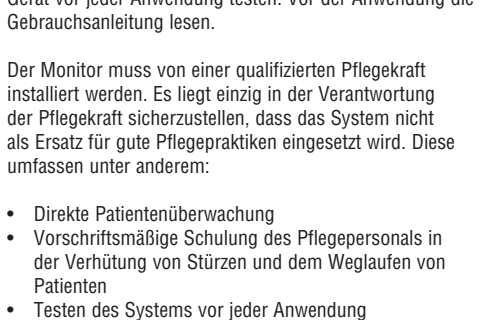 Gerät vor jeder Anwendung testen. Vor der Anwendung die
Gebrauchsanleitung lesen.
Der Monitor muss von einer qualifizierten Pflegekraft
installiert werden. Es liegt einzig in der Verantwortung
der Pflegekraft sicherzustellen, dass das System nicht
als Ersatz für gute Pflegepraktiken eingesetzt wird. Diese
umfassen unter anderem:
• Direkte Patientenüberwachung
• Vorschriftsmäßige Schulung des Pflegepersonals in
der Verhütung von Stürzen und dem Weglaufen von
Patienten
• Testen des Systems vor jeder Anwendung